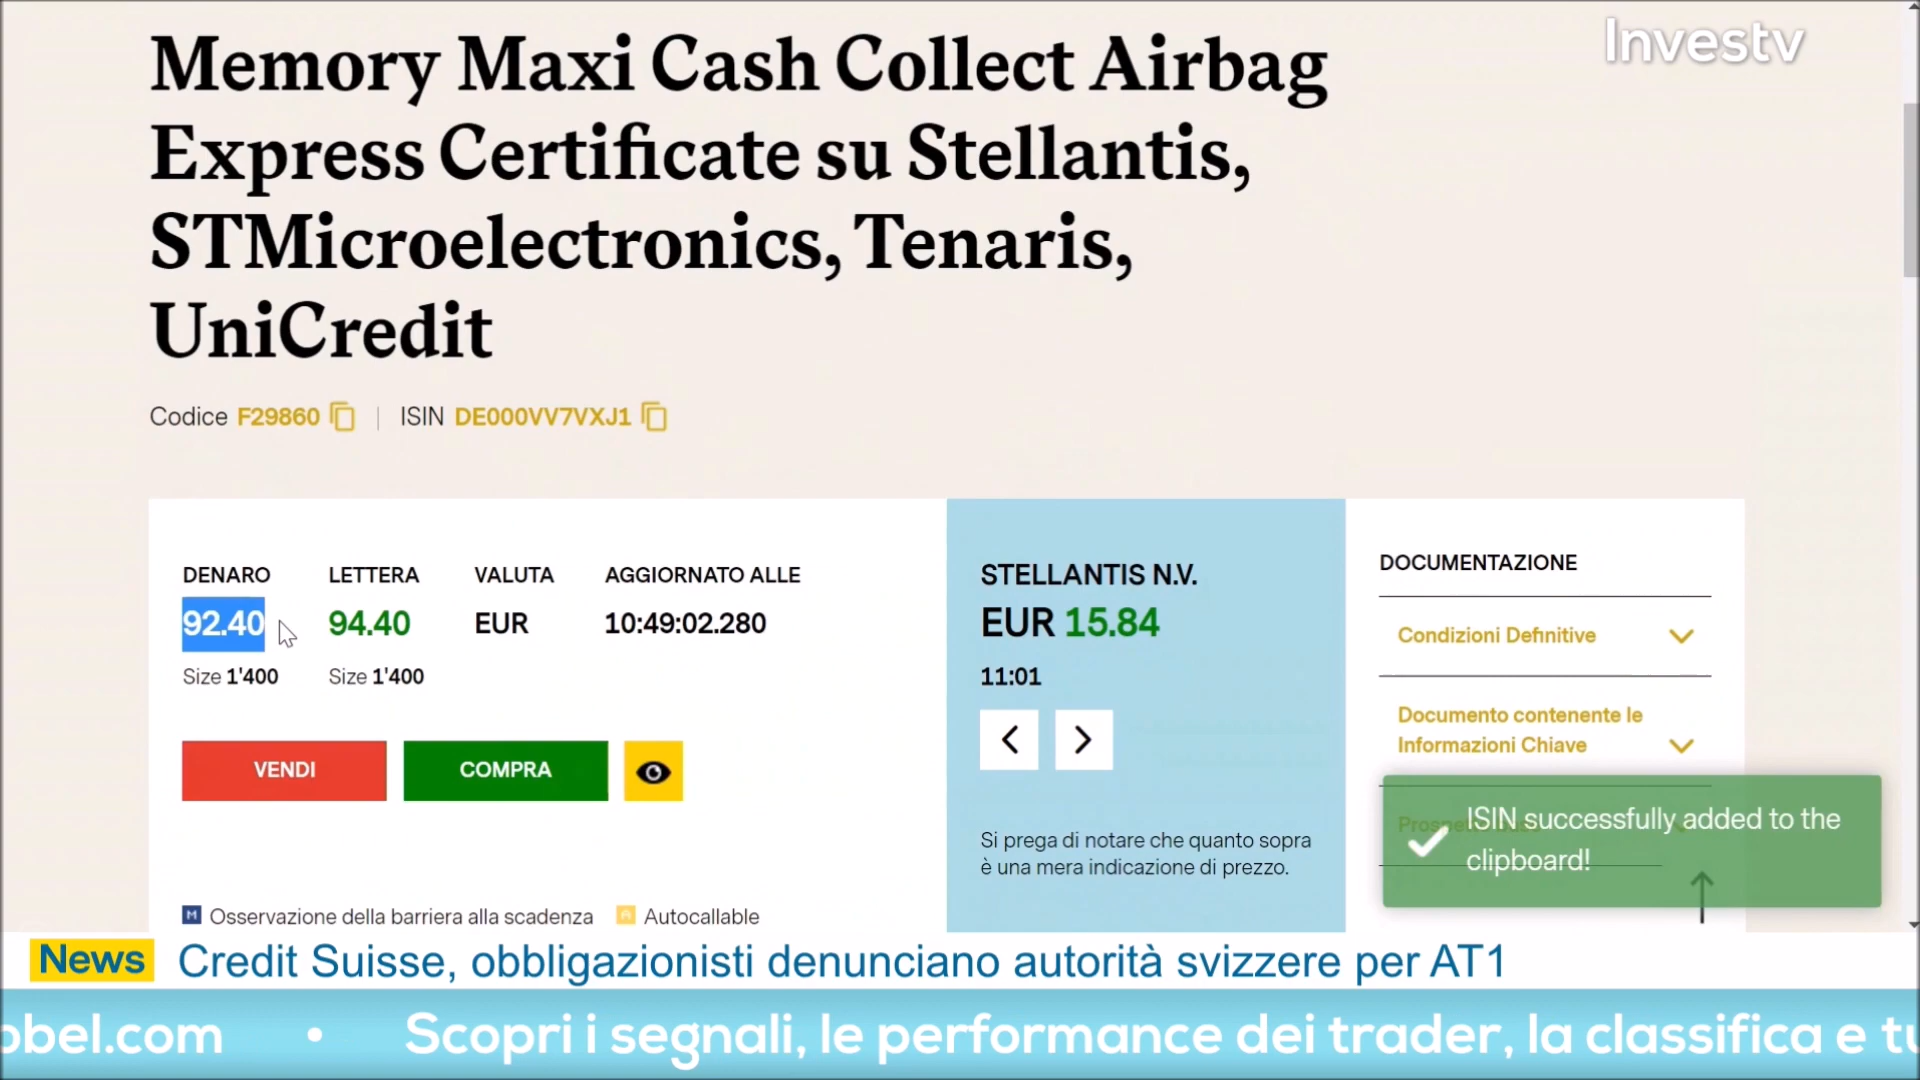 Investv
Memory Maxi Cash Collect Airbag
Express Certificate su Stellantis,
STMicroelectronics, Tenaris,
UniCredit
Codice F29860 | ISIN DE000VV7VXJ1
DENARO LETTERA VALUTA AGGIORNATO ALLE
92.40 94.40 EUR 10:49:02.280
Size 1'400 Size 1'400
VENDI COMPRA
M Osservazione della barriera alla scadenza A Autocallable
STELLANTIS N.V.
EUR 15.84
11:01
Si prega di notare che quanto sopra
è una mera indicazione di prezzo.
DOCUMENTAZIONE
Condizioni Definitive
Documento contenente le
Informazioni Chiave
ISIN successfully added to the
clipboard!
News Credit Suisse, obbligazionisti denunciano autorità svizzere per AT1
obel.com • Scopri i segnali, le performance dei trader, la classifica e tu